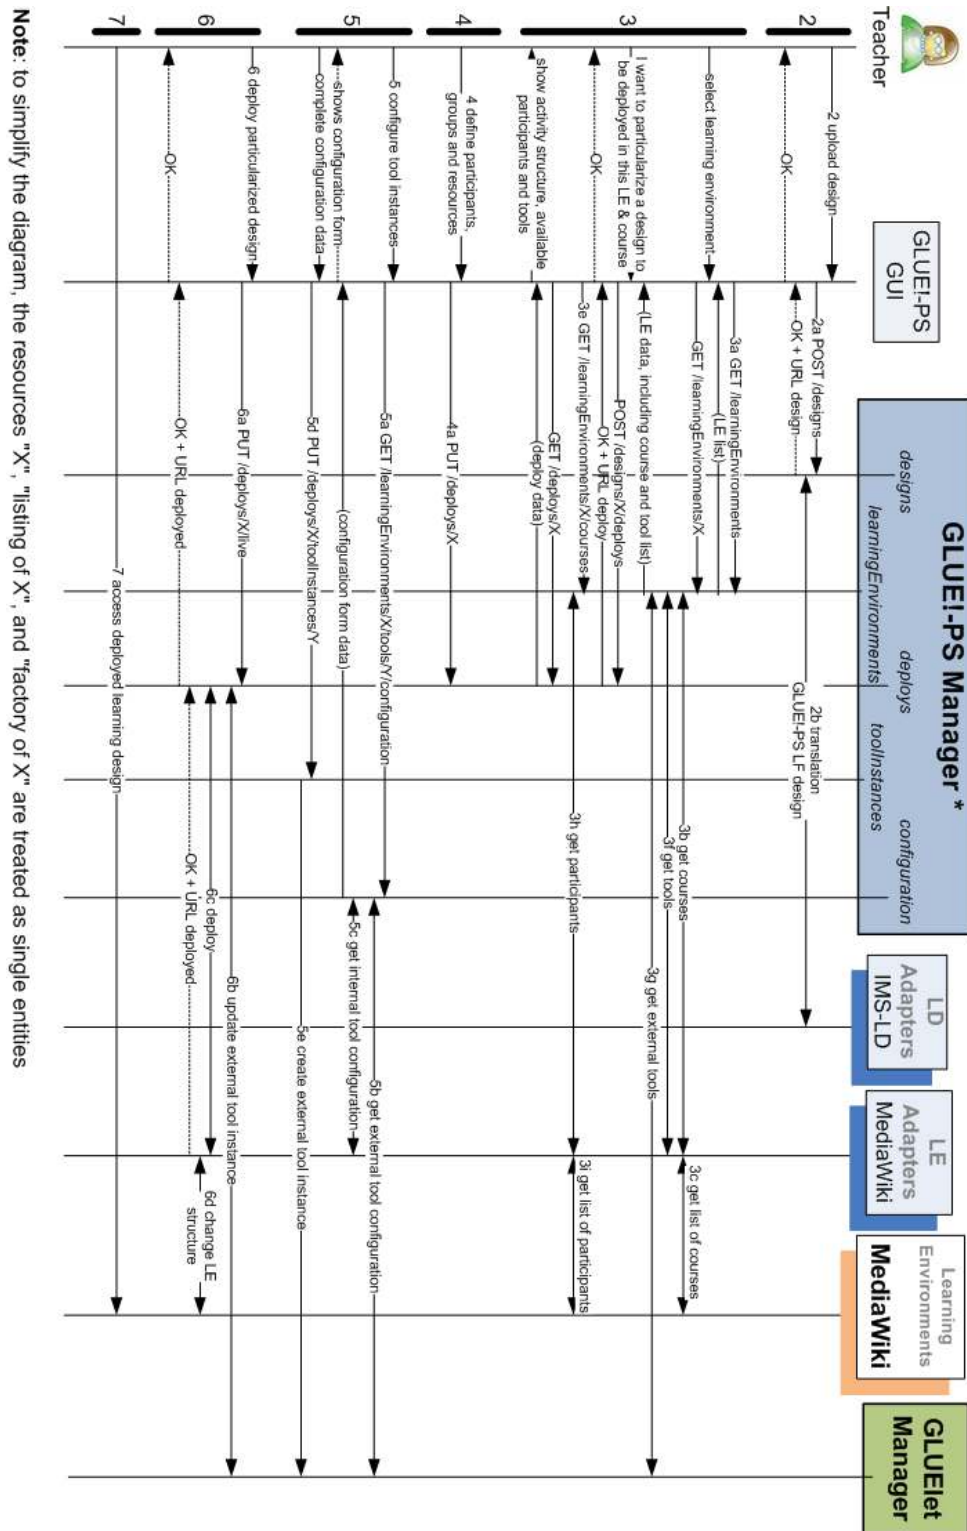 Teacher
GLUE!-PS
GUI
GLUE!-PS Manager *
designs
learningEnvironments
deploys
toolInstances
configuration
LD
Adapters
IMS-LD
LE
Adapters
MediaWiki
Learning
Environments
MediaWiki
GLUElet
Manager
2
2 upload design
2a POST /designs
2b translation
GLUE!-PS LF design
OK + URL design
OK
3
select learning environment
3a GET /learningEnvironments
3b get courses
3c get list of courses
(LE list)
GET /learningEnvironments/X
3f get tools
3g get external tools
(LE data, including course and tool list)
I want to particularize a design to
be deployed in this LE & course
POST /designs/X/deploys
OK + URL deploy
OK
3e GET /learningEnvironments/X/courses
3h get participants
3i get list of participants
GET /deploys/X
(deploy data)
show activity structure, available
participants and tools
4
4 define participants,
groups and resources
4a PUT /deploys/X
5
5 configure tool instances
5a GET /learningEnvironments/X/tools/Y/configuration
5b get external tool configuration
5c get internal tool configuration
(configuration form data)
shows configuration form
complete configuration data
5d PUT /deploys/X/toolInstances/Y
5e create external tool instance
6
6 deploy particularized design
6a PUT /deploys/X/live
6b update external tool instance
6c deploy
6d change LE
structure
OK + URL deployed
OK + URL deployed
OK
7
7 access deployed learning design
Note: to simplify the diagram, the resources "X", "listing of X", and "factory of X" are treated as single entities